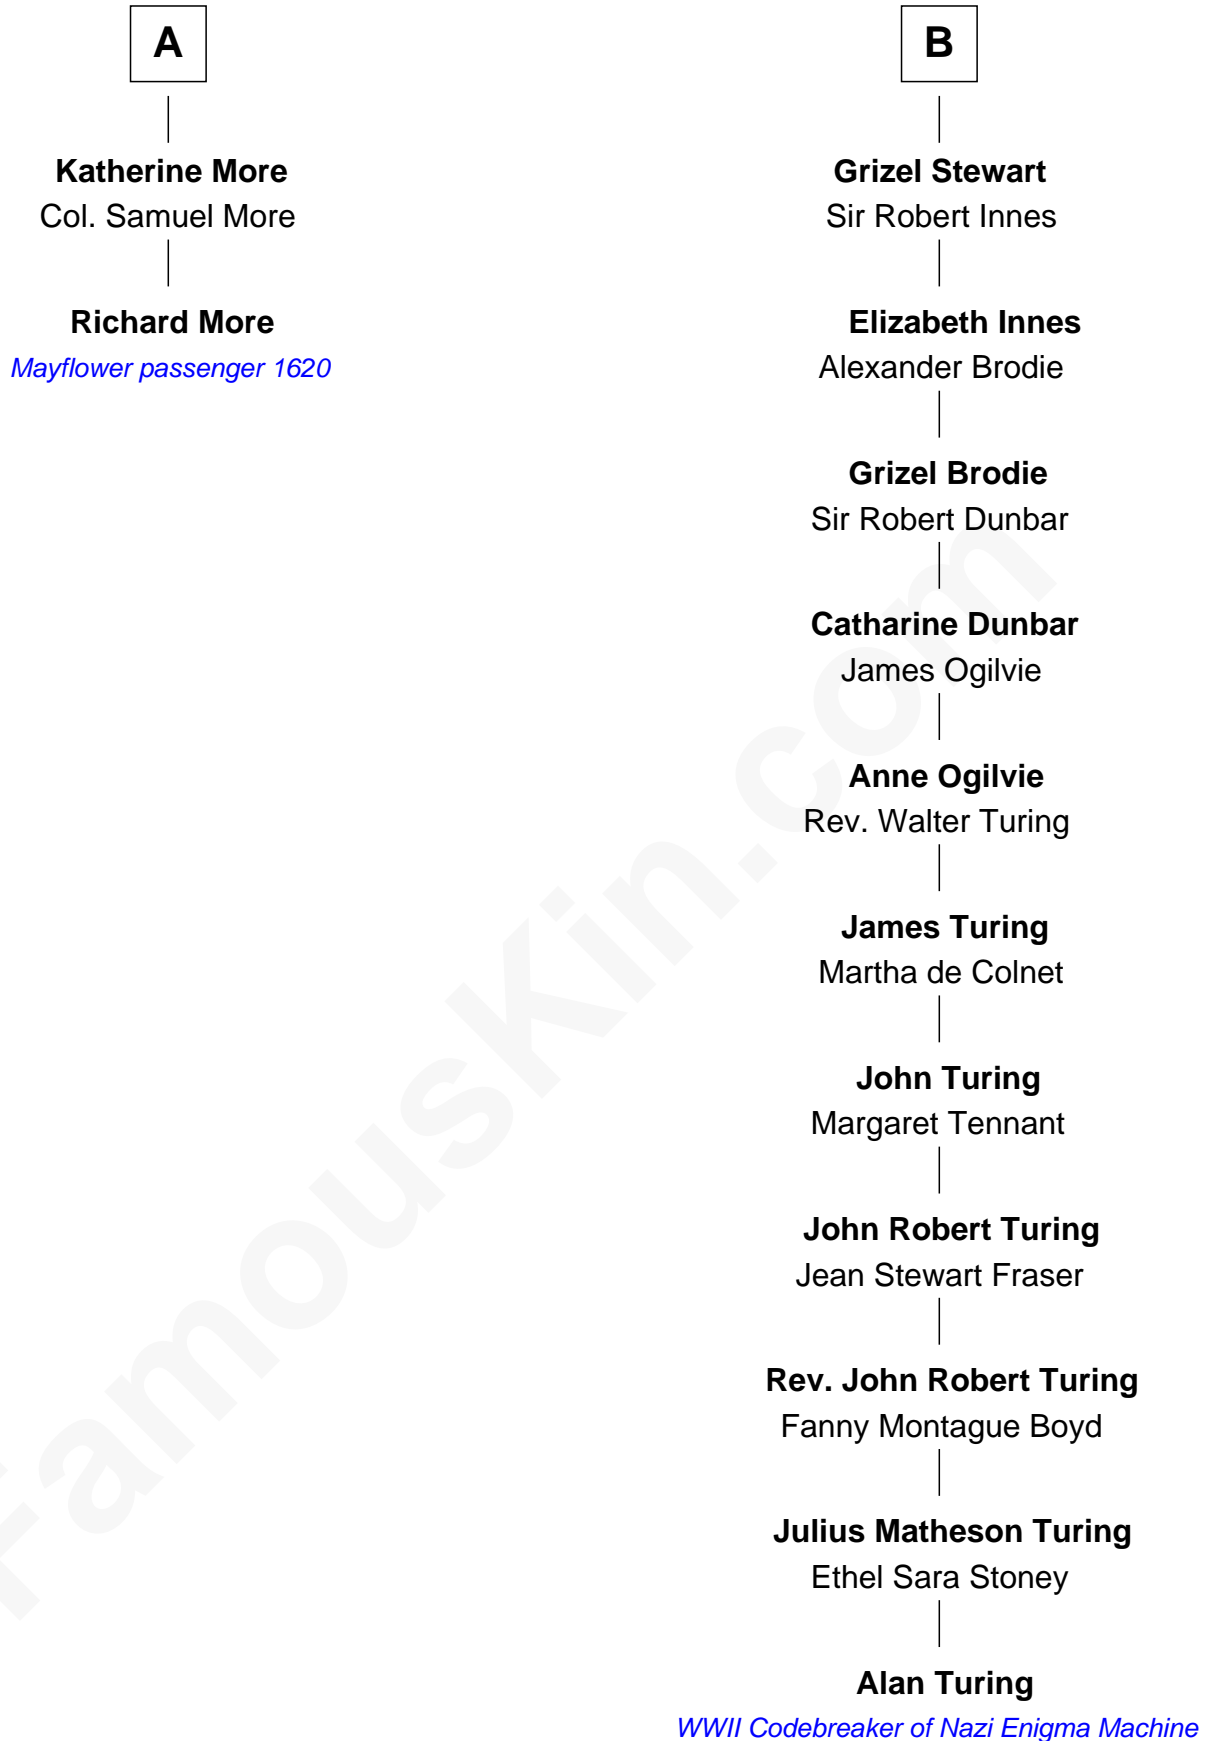 A
Katherine More
Col. Samuel More
Richard More
Mayflower passenger 1620
B
Grizel Stewart
Sir Robert Innes
Elizabeth Innes
Alexander Brodie
Grizel Brodie
Sir Robert Dunbar
Catharine Dunbar
James Ogilvie
Anne Ogilvie
Rev. Walter Turing
James Turing
Martha de Colnet
John Turing
Margaret Tennant
John Robert Turing
Jean Stewart Fraser
Rev. John Robert Turing
Fanny Montague Boyd
Julius Matheson Turing
Ethel Sara Stoney
Alan Turing
WWII Codebreaker of Nazi Enigma Machine
FamousKin.com